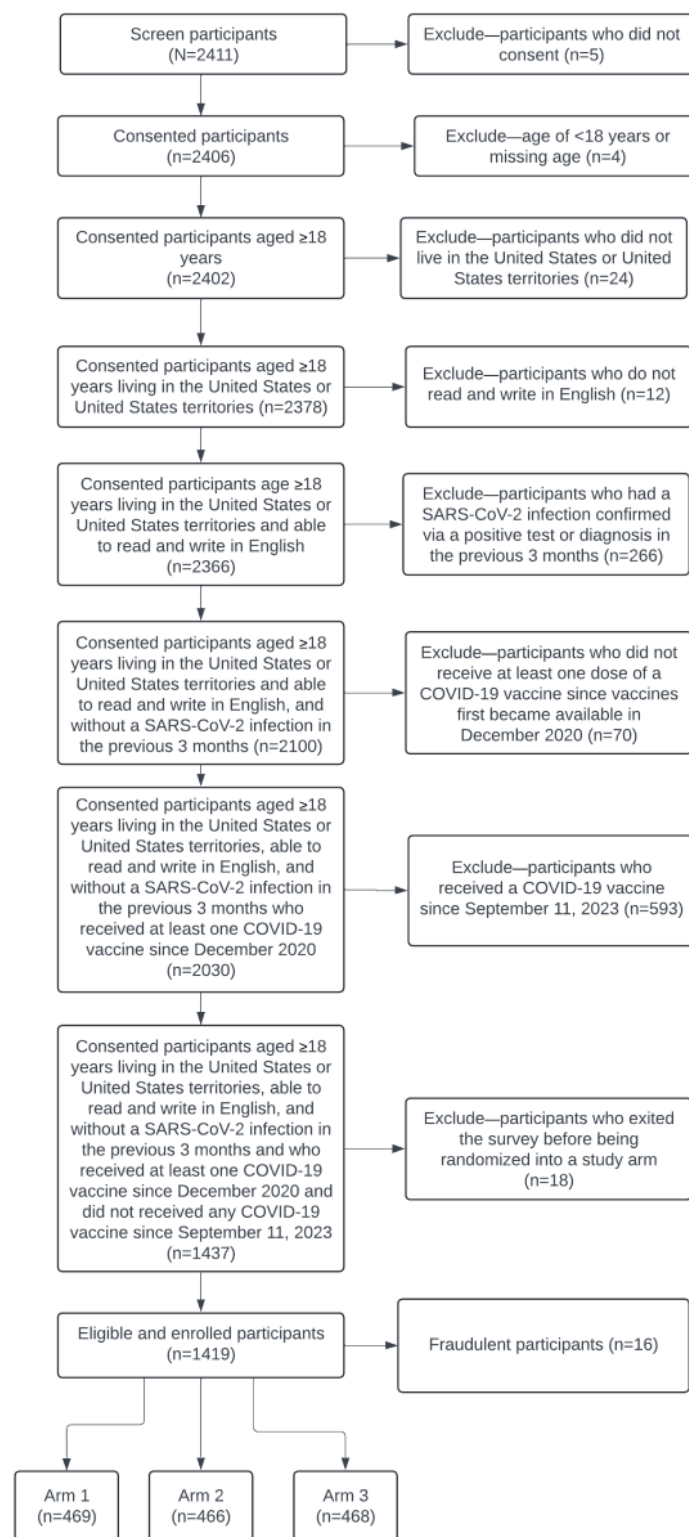 Screen participants
(N=2411)
Exclude—participants who did not
consent (n=5)
Consented participants
(n=2406)
Exclude—age of <18 years or
missing age (n=4)
Consented participants aged ≥18
years
(n=2402)
Exclude—participants who did not
live in the United States or United
States territories (n=24)
Consented participants aged ≥18
years living in the United States or
United States territories (n=2378)
Exclude—participants who do not
read and write in English (n=12)
Consented participants age ≥18
years living in the United States or
United States territories and able
to read and write in English
(n=2366)
Exclude—participants who had a
SARS-CoV-2 infection confirmed
via a positive test or diagnosis in
the previous 3 months (n=266)
Consented participants aged ≥18
years living in the United States or
United States territories and able
to read and write in English, and
without a SARS-CoV-2 infection in
the previous 3 months (n=2100)
Exclude—participants who did not
receive at least one dose of a
COVID-19 vaccine since vaccines
first became available in
December 2020 (n=70)
Consented participants aged ≥18
years living in the United States or
United States territories, able to
read and write in English, and
without a SARS-CoV-2 infection in
the previous 3 months who
received at least one COVID-19
vaccine since December 2020
(n=2030)
Exclude—participants who
received a COVID-19 vaccine
since September 11, 2023 (n=593)
Consented participants aged ≥18
years living in the United States or
United States territories, able to
read and write in English, and
without a SARS-CoV-2 infection in
the previous 3 months and who
received at least one COVID-19
vaccine since December 2020 and
did not received any COVID-19
vaccine since September 11, 2023
(n=1437)
Exclude—participants who exited
the survey before being
randomized into a study arm
(n=18)
Eligible and enrolled participants
(n=1419)
Fraudulent participants (n=16)
Arm 1
(n=469)
Arm 2
(n=466)
Arm 3
(n=468)